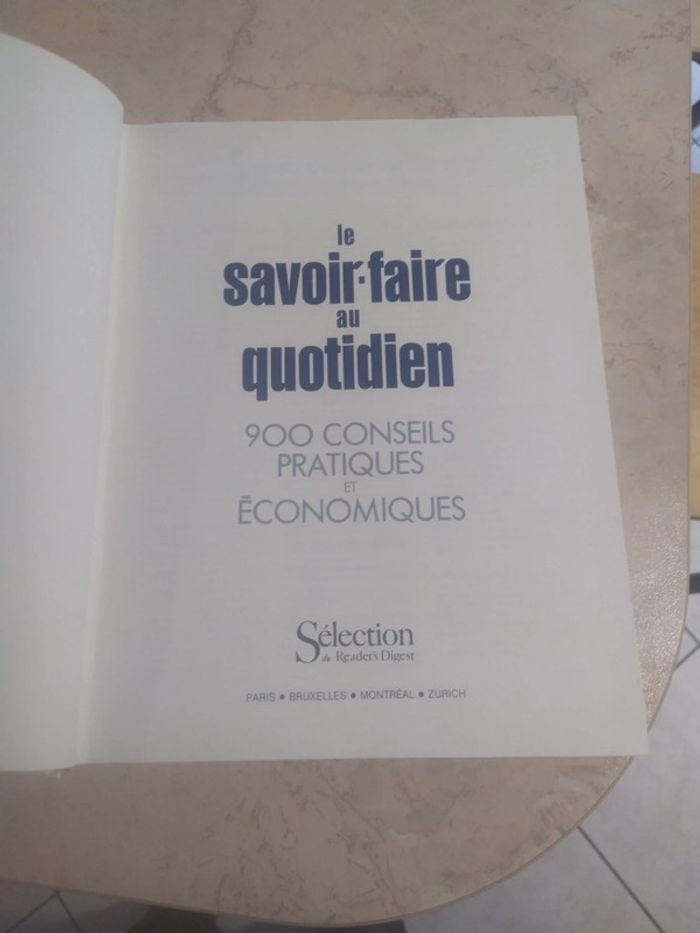 le
savoir-faire
au
quotidien
900 CONSEILS
PRATIQUES
ET
ÉCONOMIQUES
Sélection
du Reader's Digest
PARIS • BRUXELLES • MONTRÉAL • ZURICH